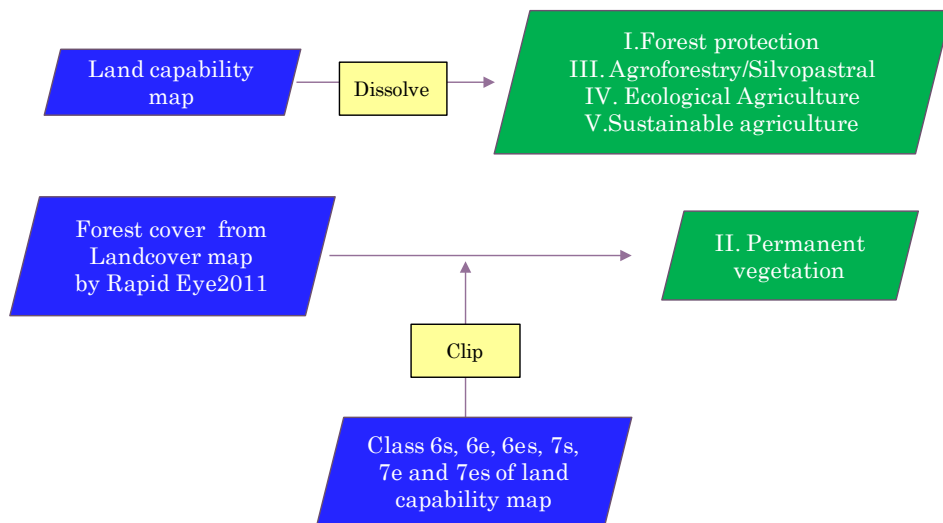 Land capability
map
Dissolve
I.Forest protection
III. Agroforestry/Silvopastral
IV. Ecological Agriculture
V.Sustainable agriculture
Forest cover from
Landcover map
by Rapid Eye2011
II. Permanent
vegetation
Clip
Class 6s, 6e, 6es, 7s,
7e and 7es of land
capability map